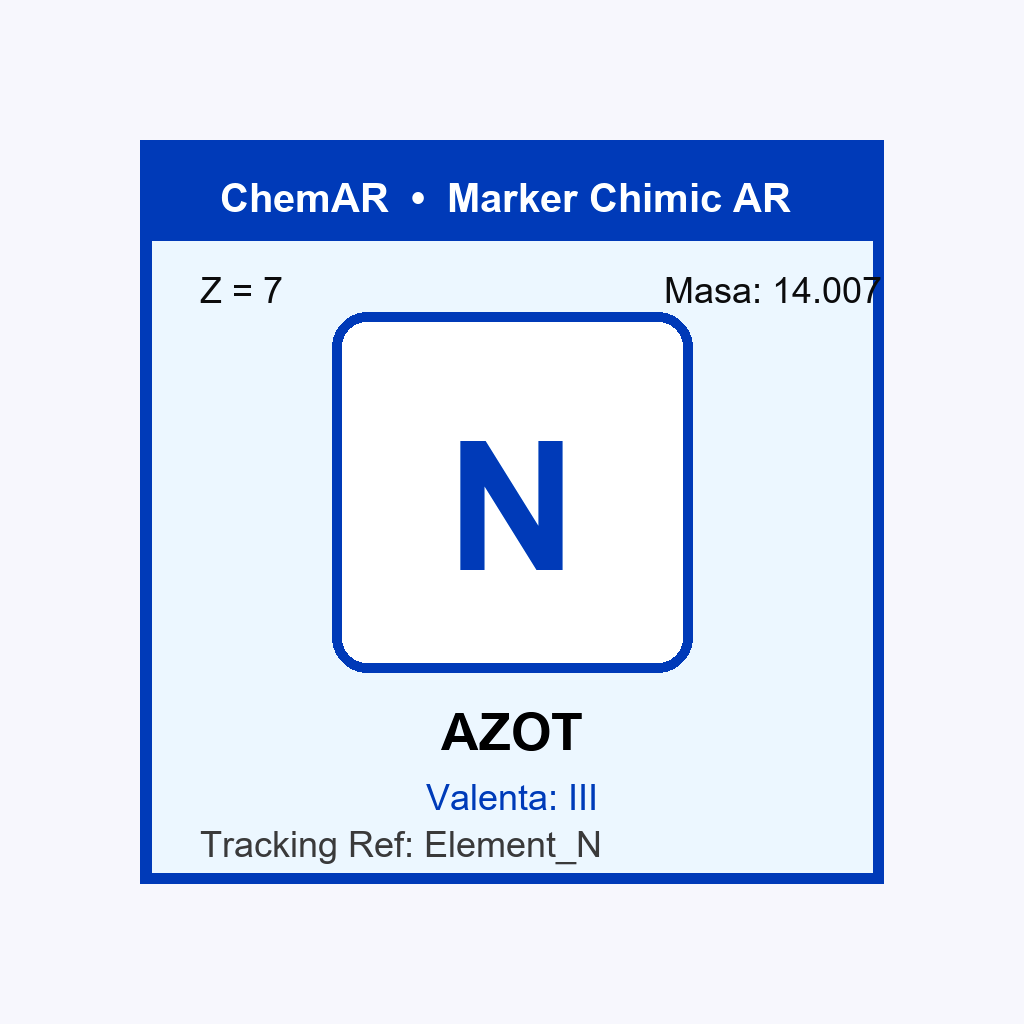 ChemAR • Marker Chimic AR
Z = 7 Masa: 14.007
N
AZOT
Valenta: III
Tracking Ref: Element_N